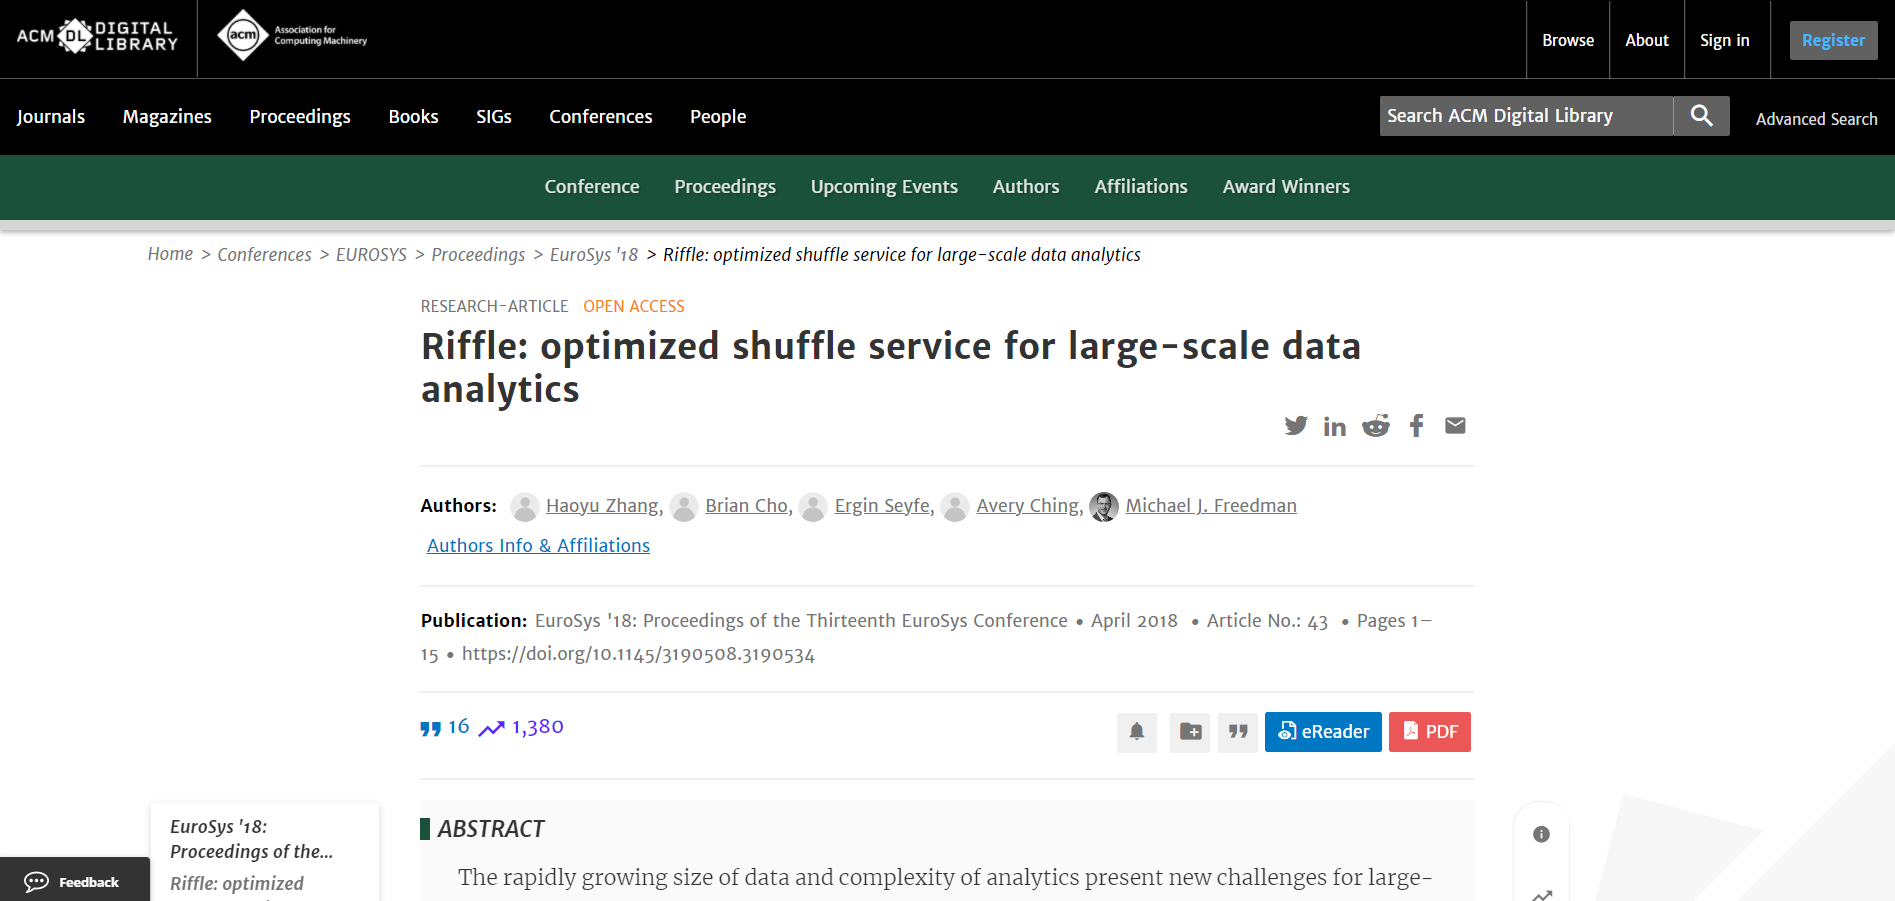 ACM DL DIGITAL LIBRARY
acm Association for Computing Machinery
Browse
About
Sign in
Register
Journals
Magazines
Proceedings
Books
SIGs
Conferences
People
Search ACM Digital Library
Advanced Search
Conference
Proceedings
Upcoming Events
Authors
Affiliations
Award Winners
Home > Conferences > EUROSYS > Proceedings > EuroSys '18 > Riffle: optimized shuffle service for large-scale data analytics
RESEARCH-ARTICLE OPEN ACCESS
Riffle: optimized shuffle service for large-scale data
analytics
Authors: Haoyu Zhang, Brian Cho, Ergin Seyfe, Avery Ching, Michael J. Freedman
Authors Info & Affiliations
Publication: EuroSys '18: Proceedings of the Thirteenth EuroSys Conference • April 2018 • Article No.: 43 • Pages 1–
15 • https://doi.org/10.1145/3190508.3190534
16 1,380
eReader
PDF
EuroSys '18:
Proceedings of the...
Riffle: optimized
Feedback
ABSTRACT
The rapidly growing size of data and complexity of analytics present new challenges for large-